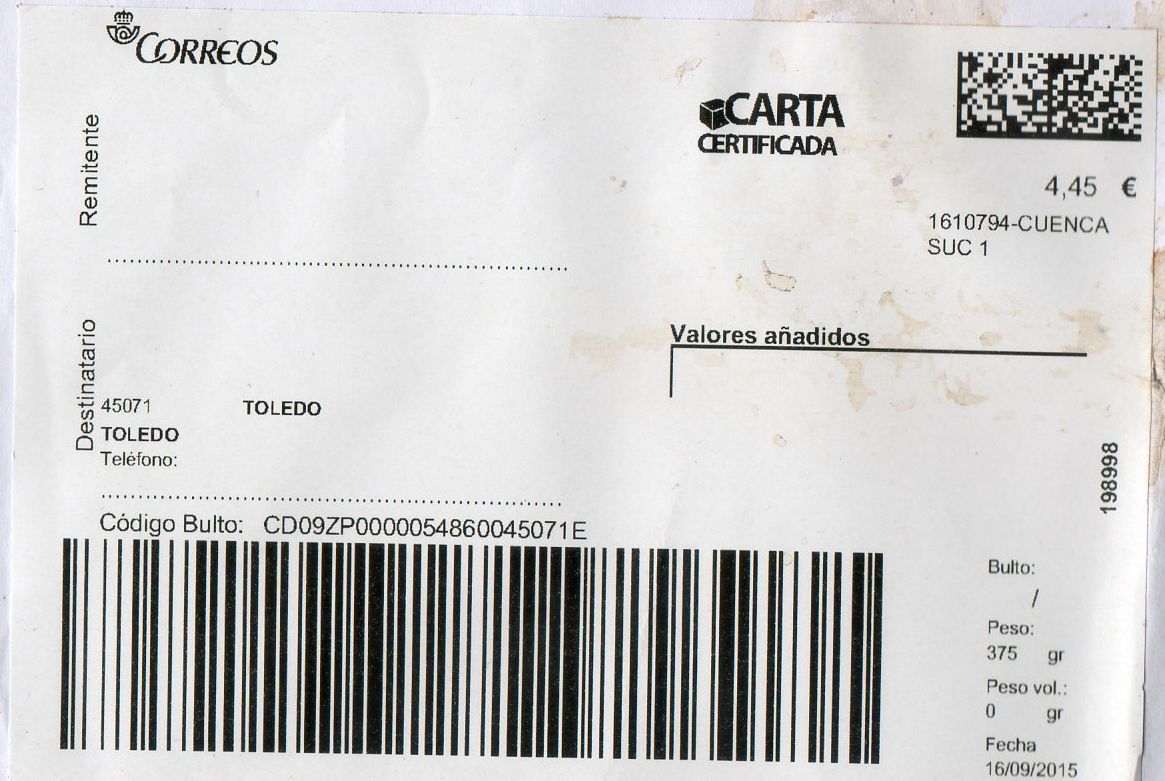 CORREOS
CARTA
CERTIFICADA
Remitente
4,45 €
1610794-CUENCA
SUC 1
Valores añadidos
Destinatario
45071 TOLEDO
TOLEDO
Teléfono:
198998
Código Bulto: CD09ZP0000054860045071E
Bulto:
/
Peso:
375 gr
Peso vol.:
0 gr
Fecha
16/09/2015